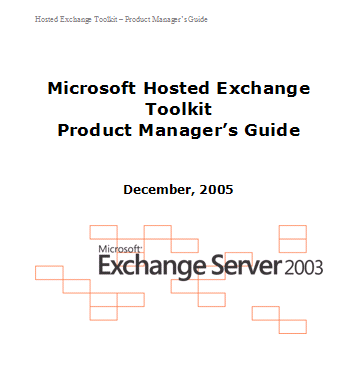 Hosted Exchange Toolkit – Product Manager's Guide
Microsoft Hosted Exchange
Toolkit
Product Manager's Guide
December, 2005
Microsoft®
Exchange Server 2003